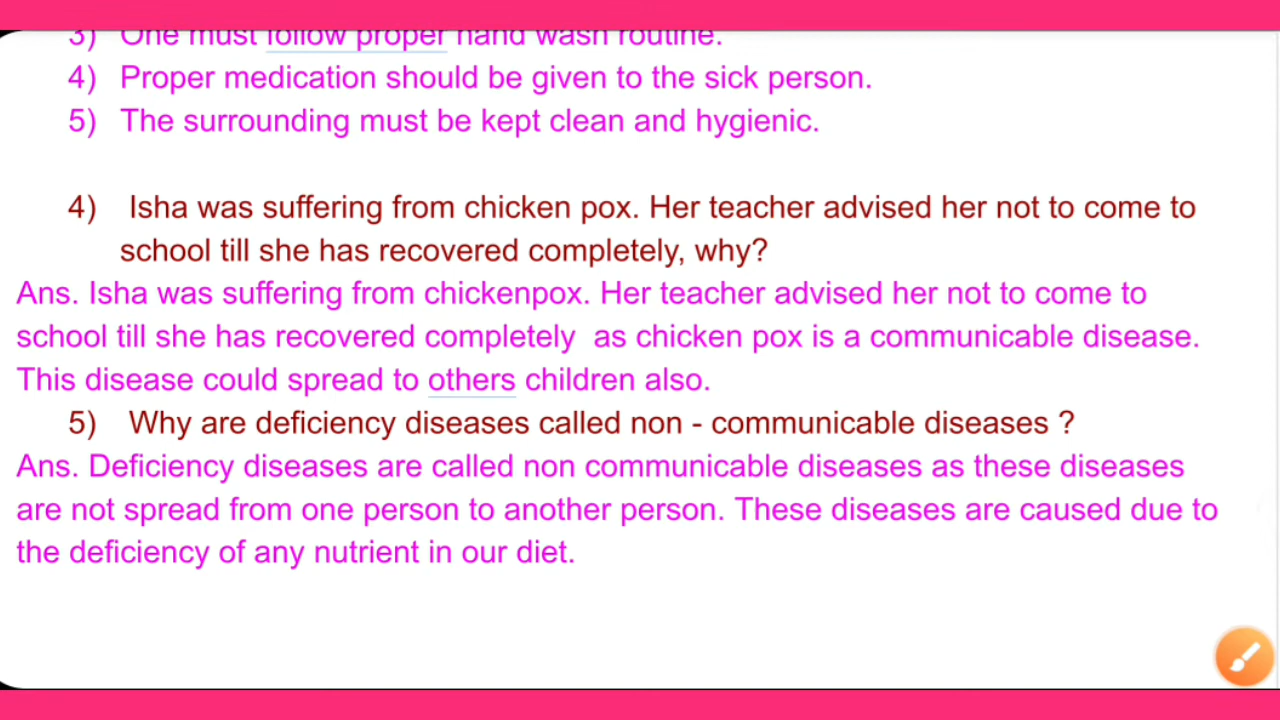 3) One must follow proper hand wash routine.
4) Proper medication should be given to the sick person.
5) The surrounding must be kept clean and hygienic.
4) Isha was suffering from chicken pox. Her teacher advised her not to come to
school till she has recovered completely, why?
Ans. Isha was suffering from chickenpox. Her teacher advised her not to come to
school till she has recovered completely  as chicken pox is a communicable disease.
This disease could spread to others children also.
5) Why are deficiency diseases called non - communicable diseases ?
Ans. Deficiency diseases are called non communicable diseases as these diseases
are not spread from one person to another person. These diseases are caused due to
the deficiency of any nutrient in our diet.